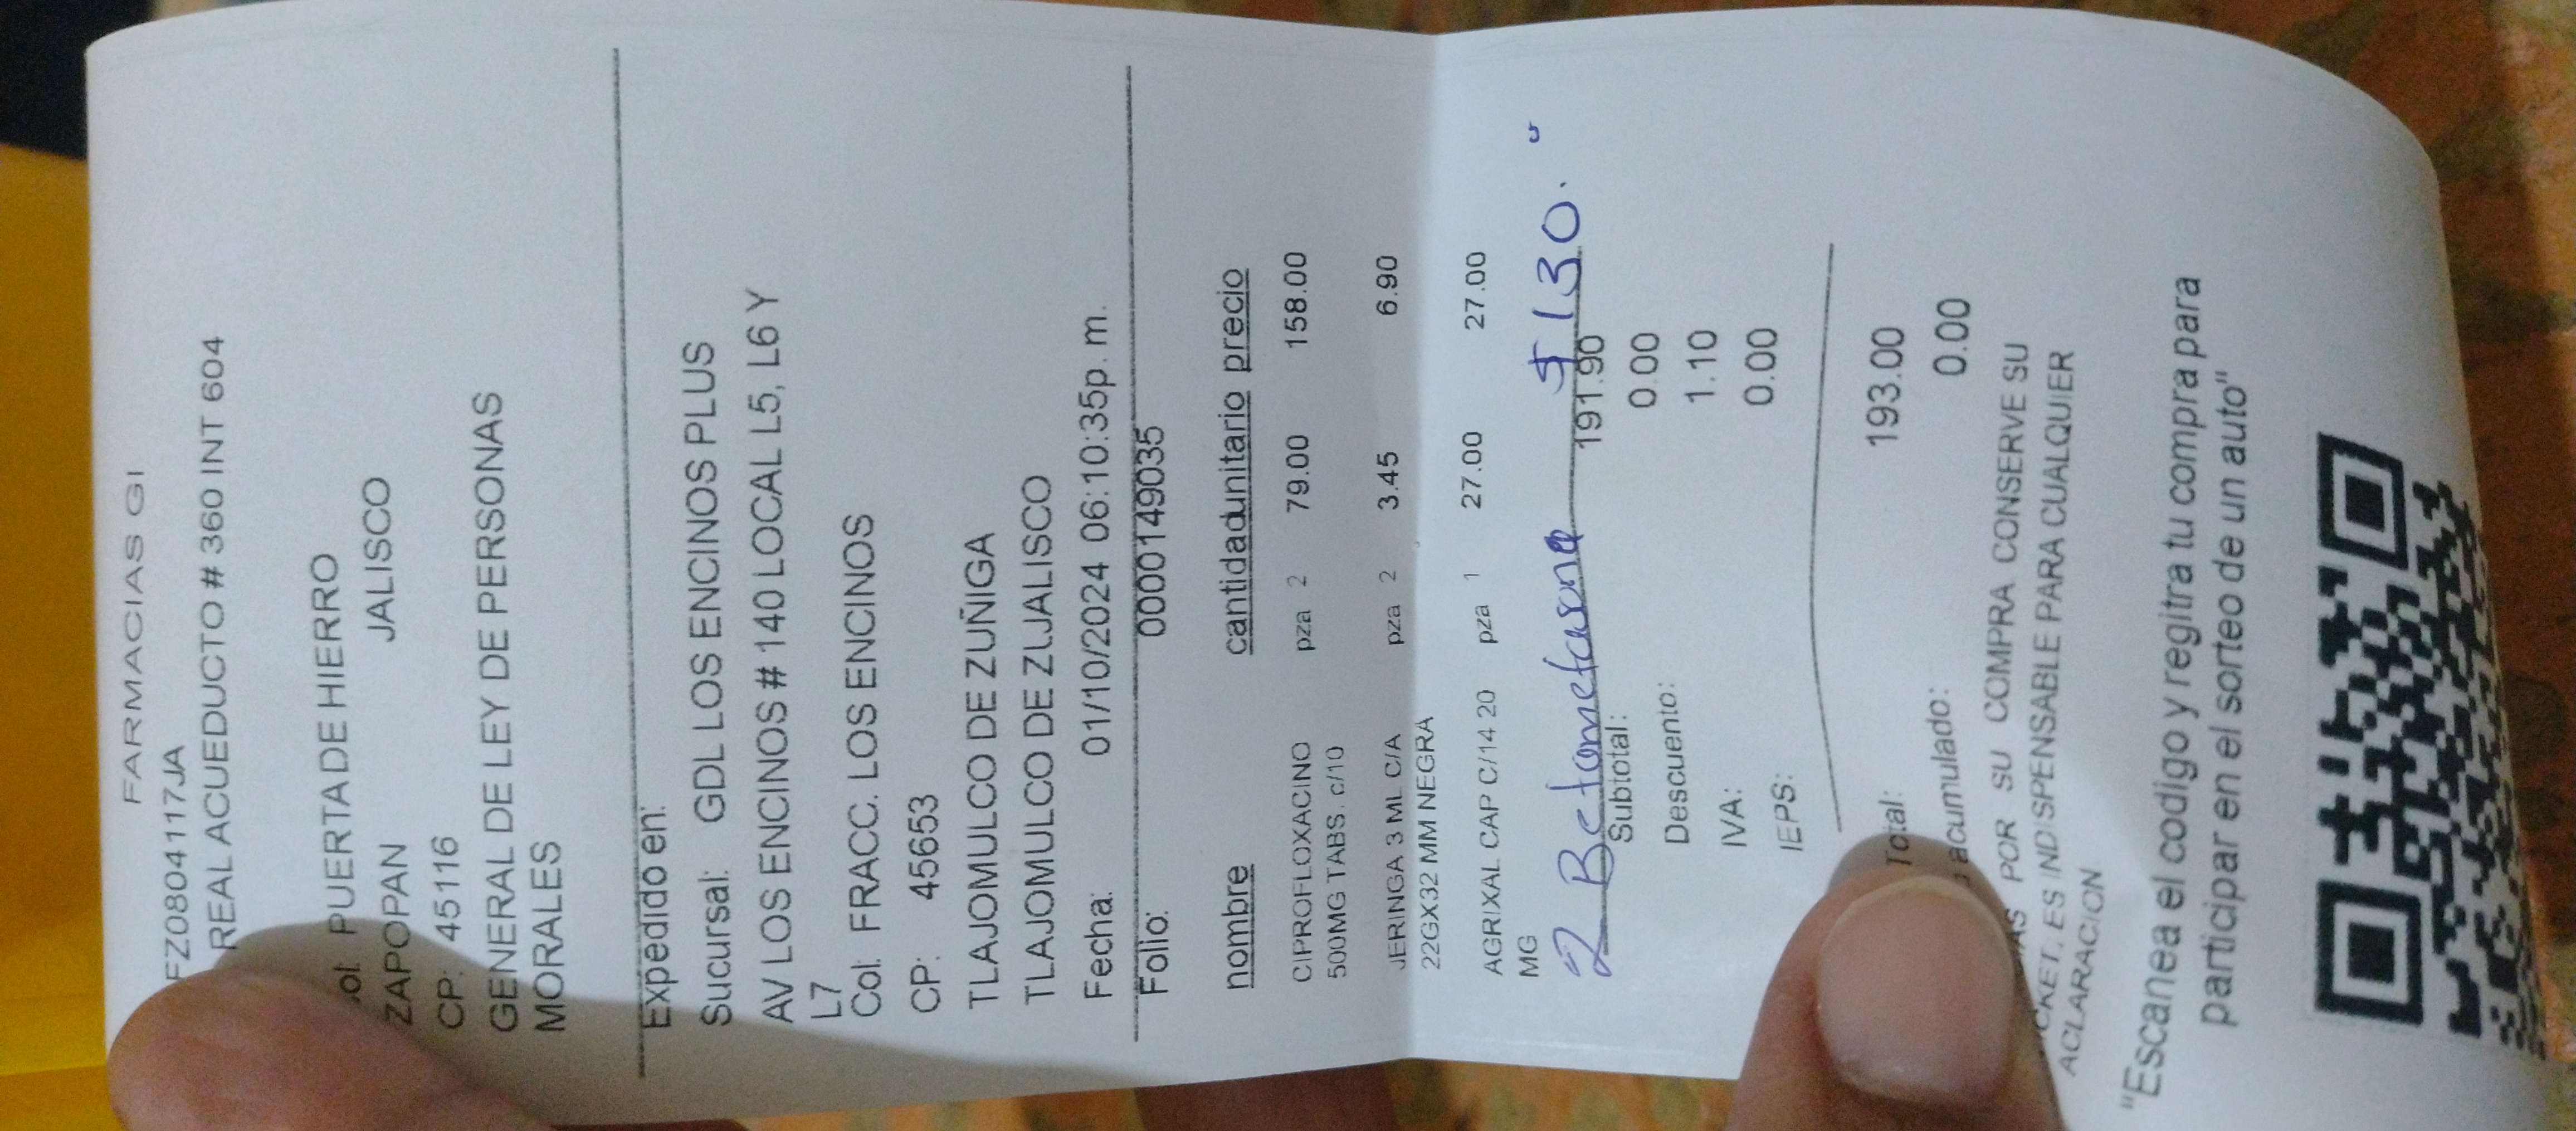 FARMACIAS GI
FZ0804117JA
REAL ACUEDUCTO # 360 INT 604
PUERTA DE HIERRO
ZAPOPAN JALISCO
CP: 45116
GENERAL DE LEY DE PERSONAS
MORALES
Expedido en:
Sucursal: GDL LOS ENCINOS PLUS
AV LOS ENCINOS # 140 LOCAL L5, L6 Y
L7
Col: FRACC. LOS ENCINOS
CP: 45653
TLAJOMULCO DE ZUÑIGA
TLAJOMULCO DE ZUJALISCO
Fecha: 01/10/2024 06:10:35p. m.
Folio: 0000149035
nombre cantidadunitario precio
CIPROFLOXACINO pza 2 79.00 158.00
500MG TABS. c/10
JERINGA 3 ML C/A pza 2 3.45 6.90
22GX32 MM NEGRA
AGRIXAL CAP C/14 20 pza 1 27.00 27.00
MG
2 Betametasona $130.
Subtotal: 191.90
Descuento: 0.00
IVA: 1.10
IEPS: 0.00
Total: 193.00
acumulado: 0.00
POR SU COMPRA CONSERVE SU
ES INDISPENSABLE PARA CUALQUIER
ACLARACION
"Escanea el codigo y regitra tu compra para
participar en el sorteo de un auto"